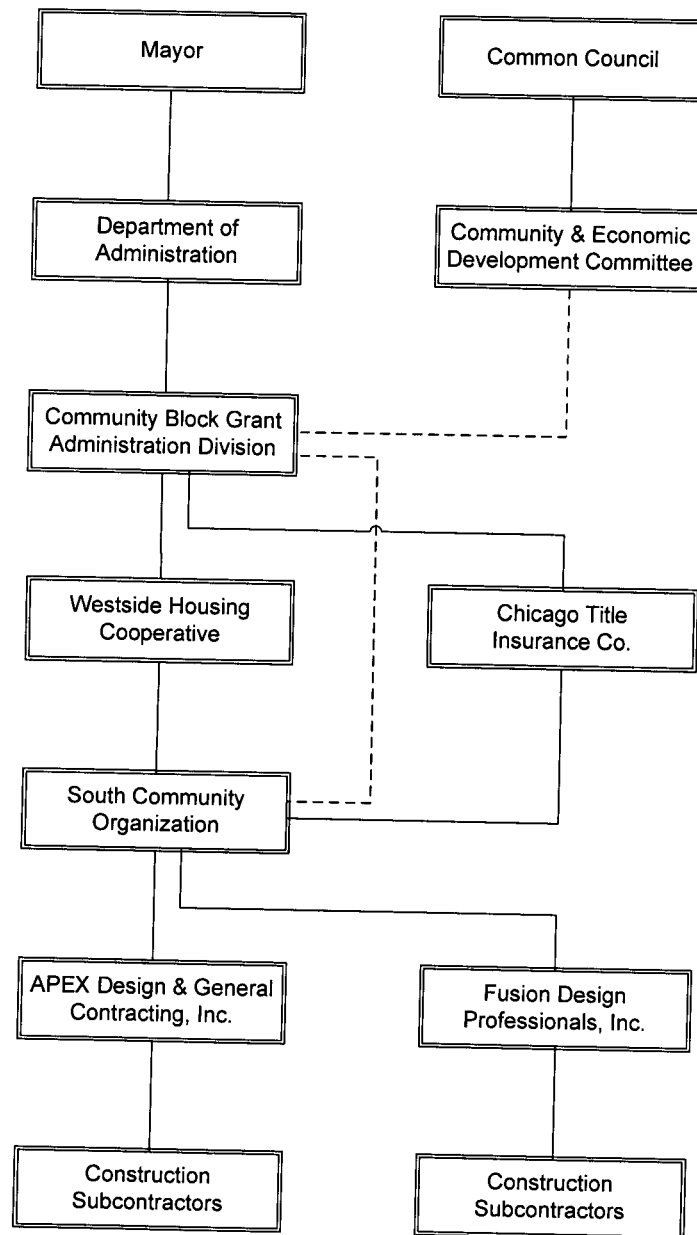 Mayor
Common Council
Department of
Administration
Community & Economic
Development Committee
Community Block Grant
Administration Division
Westside Housing
Cooperative
Chicago Title
Insurance Co.
South Community
Organization
APEX Design & General
Contracting, Inc.
Fusion Design
Professionals, Inc.
Construction
Subcontractors
Construction
Subcontractors